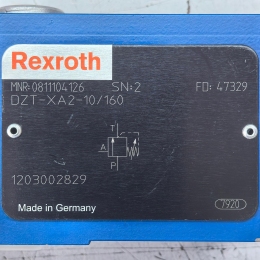 Rexroth
MNR:0811104126 SN:2 FD: 47329
DZT-XA2-10/160
T
A
P
1203002829
Made in Germany 7920